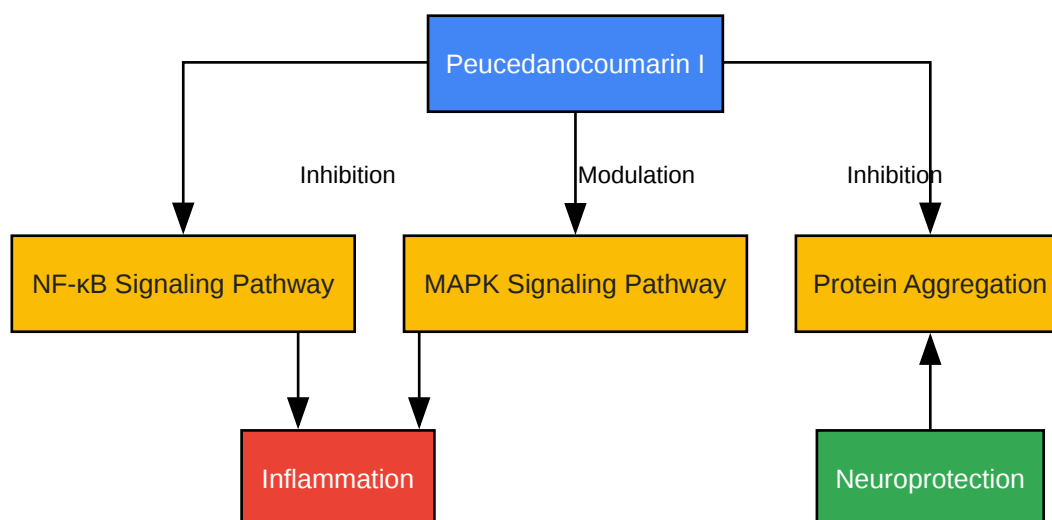 Peucedanocoumarin I
Inhibition
Modulation
Inhibition
NF-κB Signaling Pathway
MAPK Signaling Pathway
Protein Aggregation
Inflammation
Neuroprotection